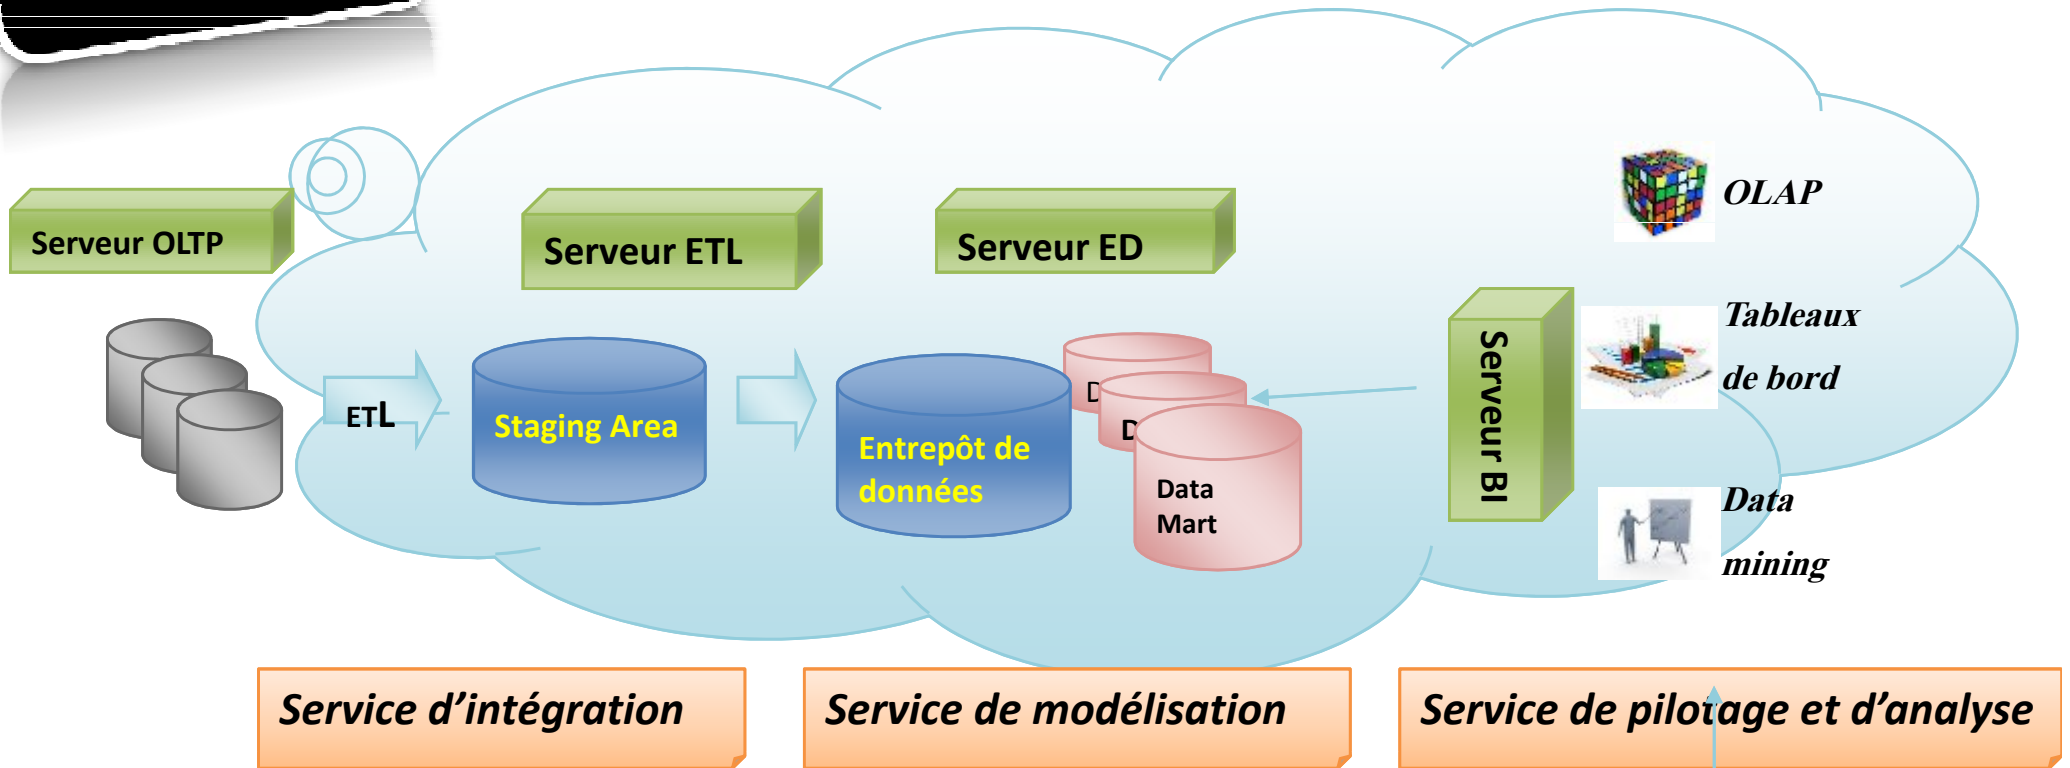 OLAP
Serveur OLTP
Serveur ETL
Serveur ED
Tableaux
de bord
Serveur BI
ETL
Staging Area
D
D
Entrepôt de
données
Data
Mart
Data
mining
Service d’intégration
Service de modélisation
Service de pilotage et d’analyse